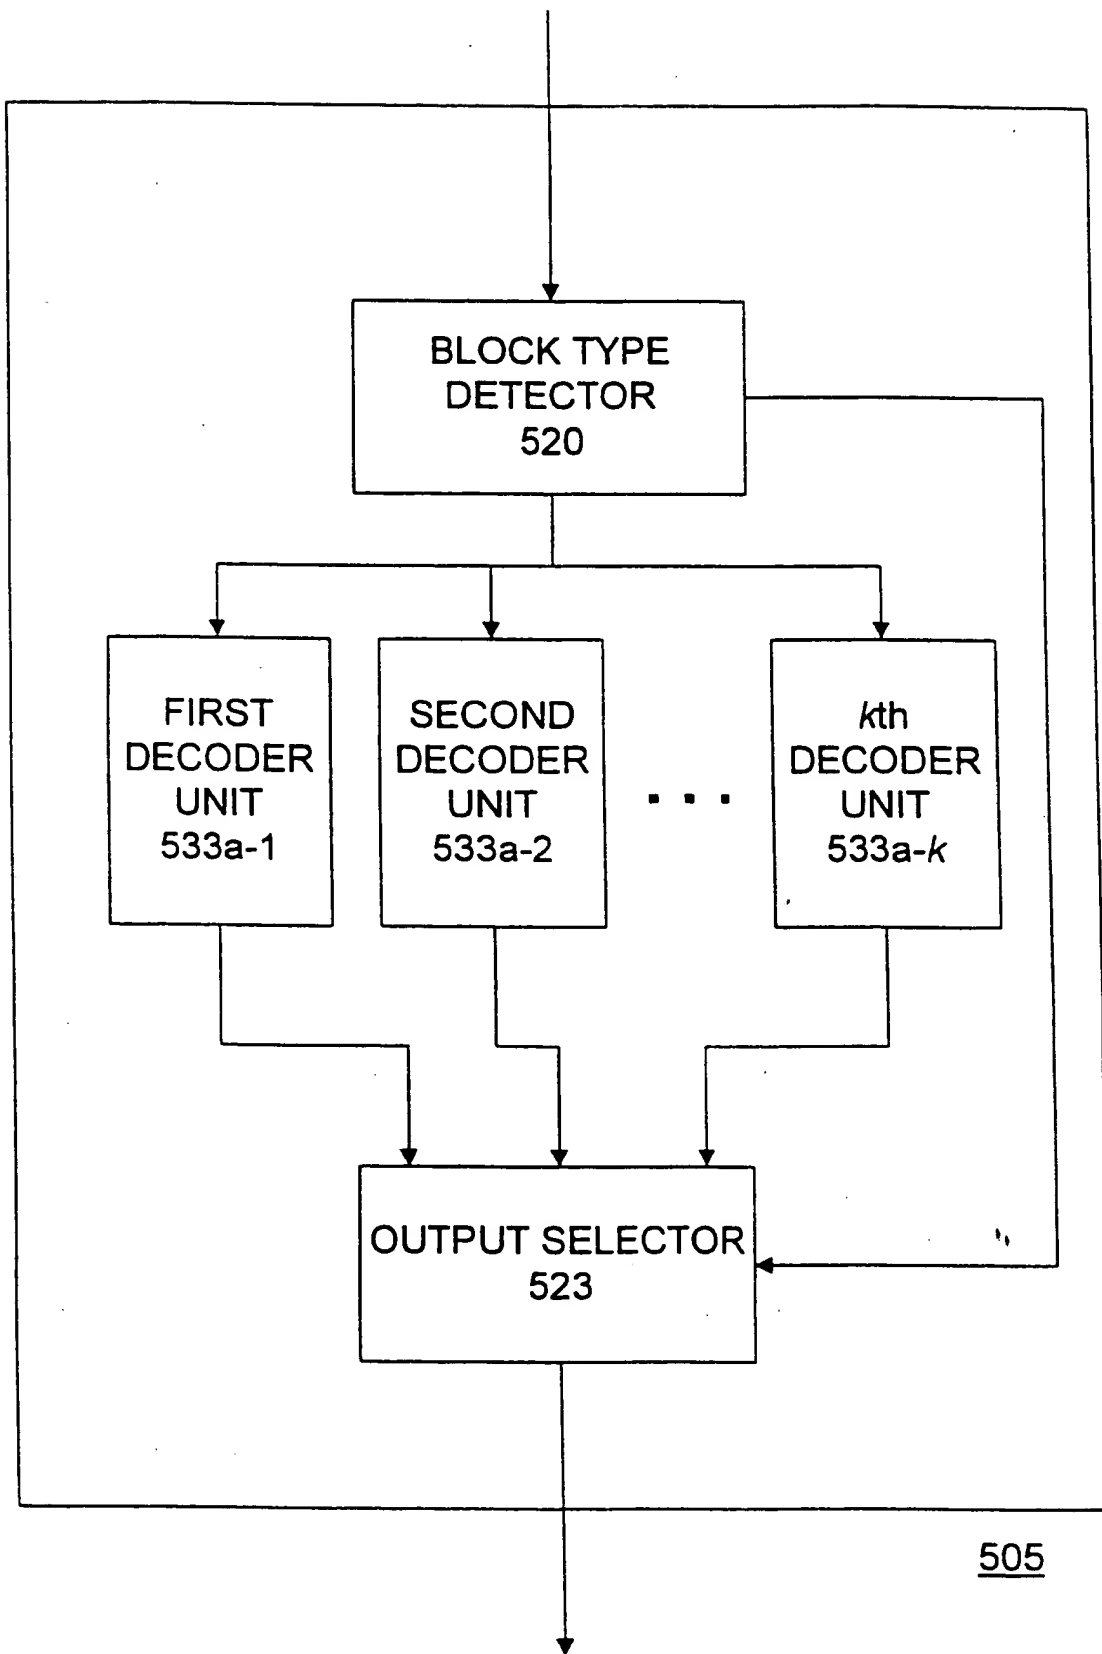 BLOCK TYPE
DETECTOR
520
FIRST
DECODER
UNIT
533a-1
SECOND
DECODER
UNIT
533a-2
. . .
kth
DECODER
UNIT
533a-k
OUTPUT SELECTOR
523
505